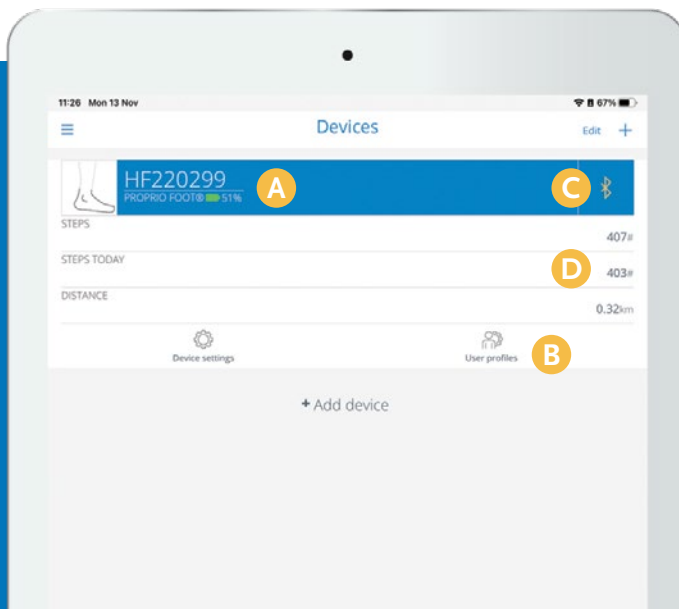 11:26 Mon 13 Nov
67%
Devices
Edit +
HF220299
A
C
PROPRIO FOOT® 51%
STEPS
407#
STEPS TODAY
D
403#
DISTANCE
0.32km
Device settings
User profiles
B
+ Add device